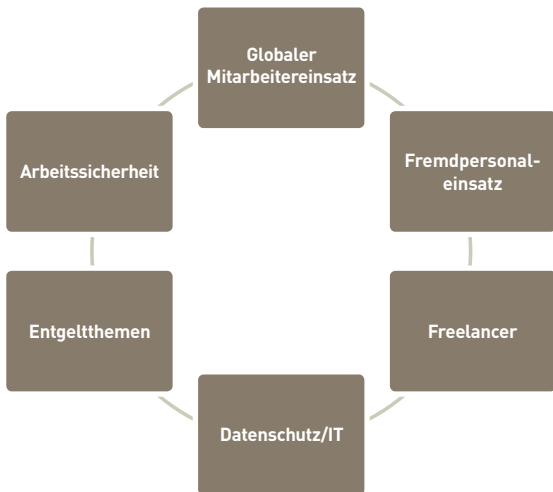 Globaler
Mitarbeitereinsatz
Fremdpersonal-
einsatz
Freelancer
Datenschutz/IT
Entgeltthemen
Arbeitssicherheit